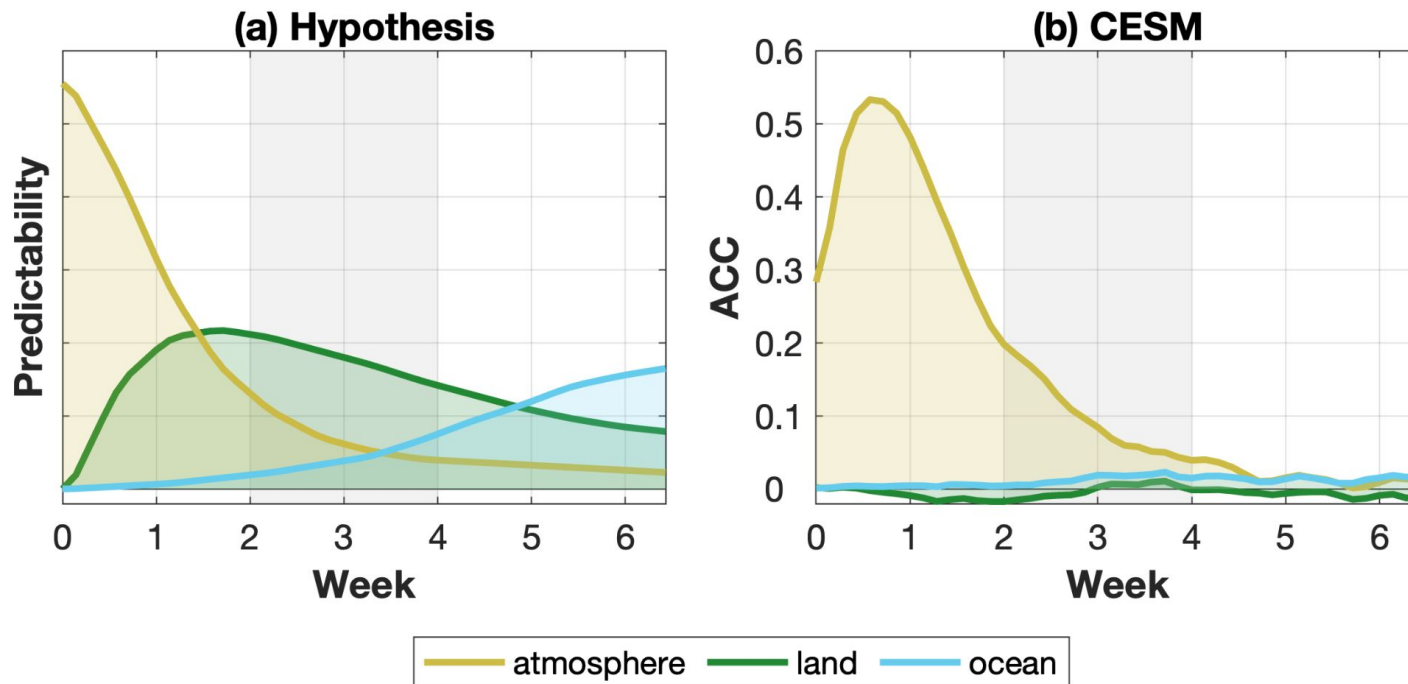 (a) Hypothesis
Predictability
0 1 2 3 4 5 6
Week
(b) CESM
0.6
0.5
0.4
0.3
0.2
0.1
0
ACC
0 1 2 3 4 5 6
Week
atmosphere land ocean